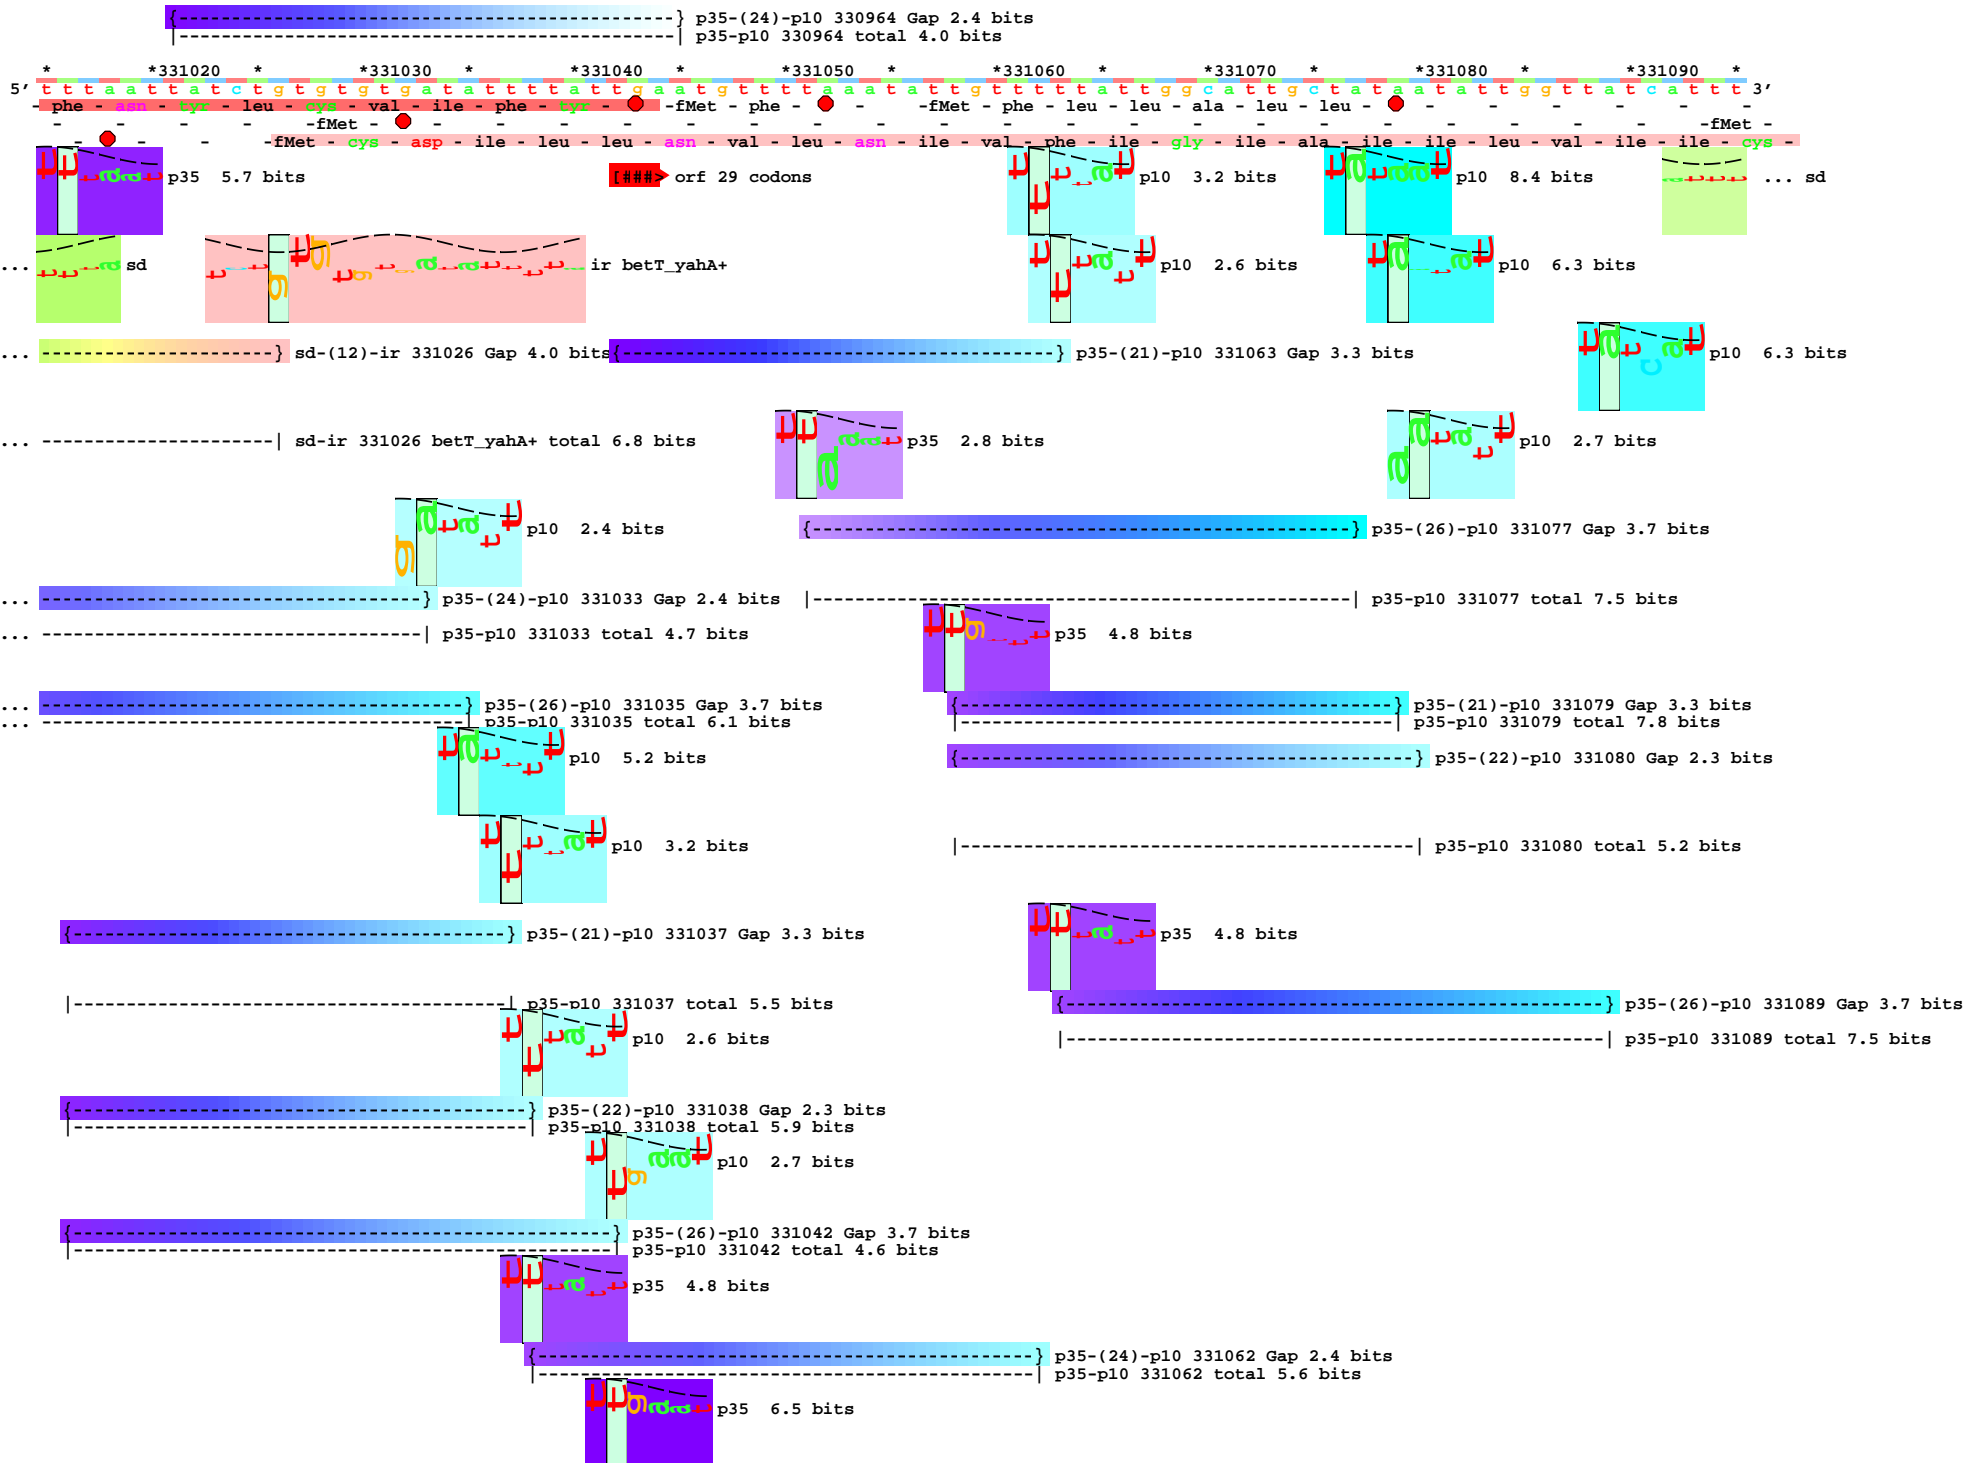 {------------------------} p35-(24)-p10 330964 Gap 2.4 bits
|------------------------| p35-p10 330964 total 4.0 bits
* *331020 * *331030 * *331040 * *331050 * *331060 * *331070 * *331080 * *331090 *
5' t t t a a t t a t c t g t g t g t g a t a t t t t a t t g a a t g t t t t a a a t a t t g t t t t t a t t g g c a t t g c t a t a a t a t t g g t t a t c a t t t 3'
- phe - asn - tyr - leu - cys - val - ile - phe - tyr - -fMet - phe - - - -fMet - phe - leu - leu - ala - leu - leu - - - - - -
- - - - -fMet - - - - - - - - - - - - - - - - - - - - -fMet -
- - - -fMet - cys - asp - ile - leu - leu - asn - val - leu - asn - ile - val - phe - ile - gly - ile - ala - ile - ile - leu - val - ile - ile - cys -
p35 5.7 bits
[###> orf 29 codons
p10 3.2 bits
p10 8.4 bits
... sd
... sd
ir betT_yahA+
p10 2.6 bits
p10 6.3 bits
... ----------} sd-(12)-ir 331026 Gap 4.0 bits
{---------------------} p35-(21)-p10 331063 Gap 3.3 bits
p10 6.3 bits
... ----------| sd-ir 331026 betT_yahA+ total 6.8 bits
p35 2.8 bits
p10 2.7 bits
p10 2.4 bits
{--------------------------} p35-(26)-p10 331077 Gap 3.7 bits
... ------------------} p35-(24)-p10 331033 Gap 2.4 bits
|--------------------------| p35-p10 331077 total 7.5 bits
... ------------------| p35-p10 331033 total 4.7 bits
p35 4.8 bits
... --------------------} p35-(26)-p10 331035 Gap 3.7 bits
{---------------------} p35-(21)-p10 331079 Gap 3.3 bits
... --------------------| p35-p10 331035 total 6.1 bits
|---------------------| p35-p10 331079 total 7.8 bits
p10 5.2 bits
{----------------------} p35-(22)-p10 331080 Gap 2.3 bits
p10 3.2 bits
|----------------------| p35-p10 331080 total 5.2 bits
{---------------------} p35-(21)-p10 331037 Gap 3.3 bits
p35 4.8 bits
|---------------------| p35-p10 331037 total 5.5 bits
{--------------------------} p35-(26)-p10 331089 Gap 3.7 bits
p10 2.6 bits
|--------------------------| p35-p10 331089 total 7.5 bits
{----------------------} p35-(22)-p10 331038 Gap 2.3 bits
|----------------------| p35-p10 331038 total 5.9 bits
p10 2.7 bits
{--------------------------} p35-(26)-p10 331042 Gap 3.7 bits
|--------------------------| p35-p10 331042 total 4.6 bits
p35 4.8 bits
{------------------------} p35-(24)-p10 331062 Gap 2.4 bits
|------------------------| p35-p10 331062 total 5.6 bits
p35 6.5 bits